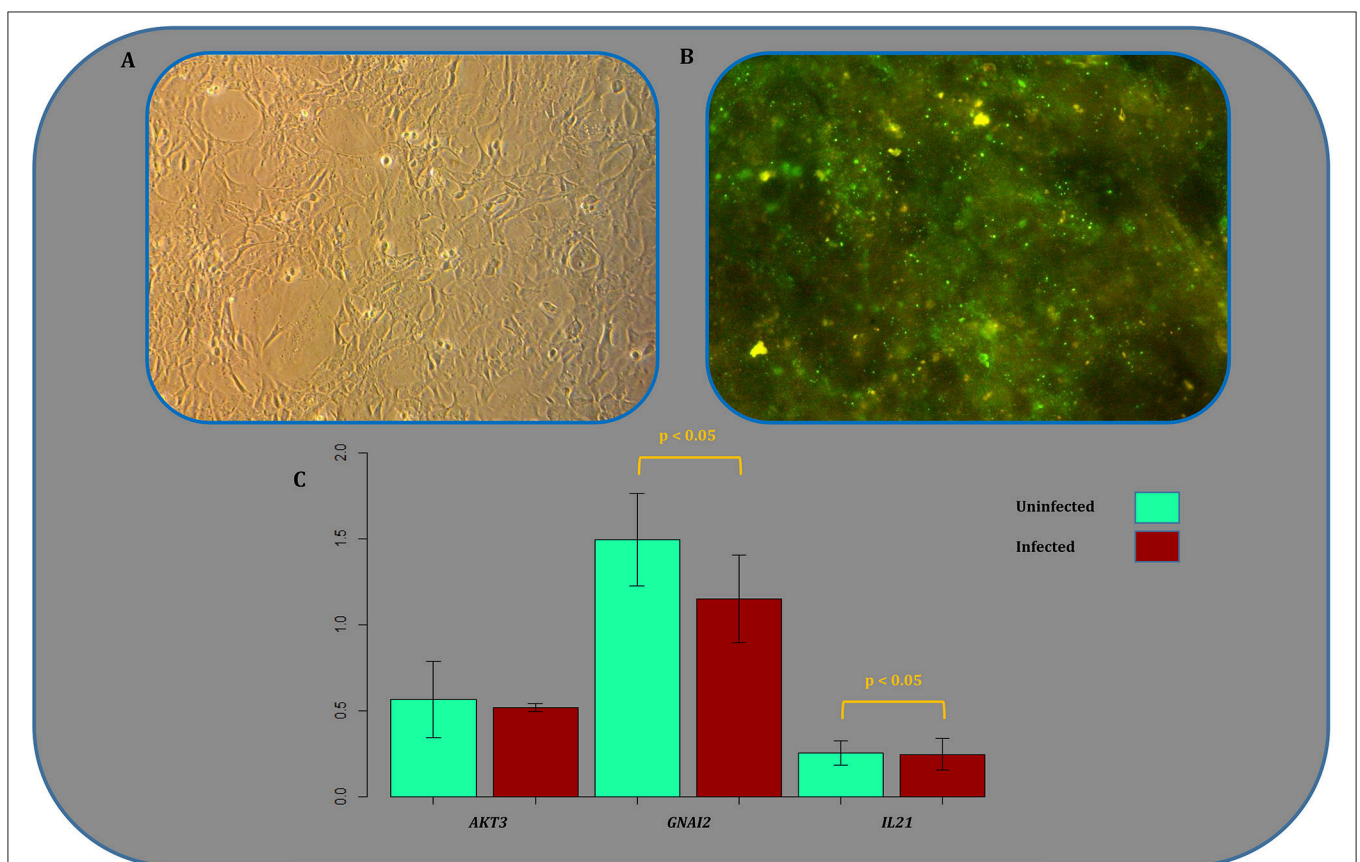 A
B
p < 0.05
C
2.0
1.5
1.0
0.5
0.0
Uninfected
Infected
p < 0.05
AKT3 GNAI2 IL21